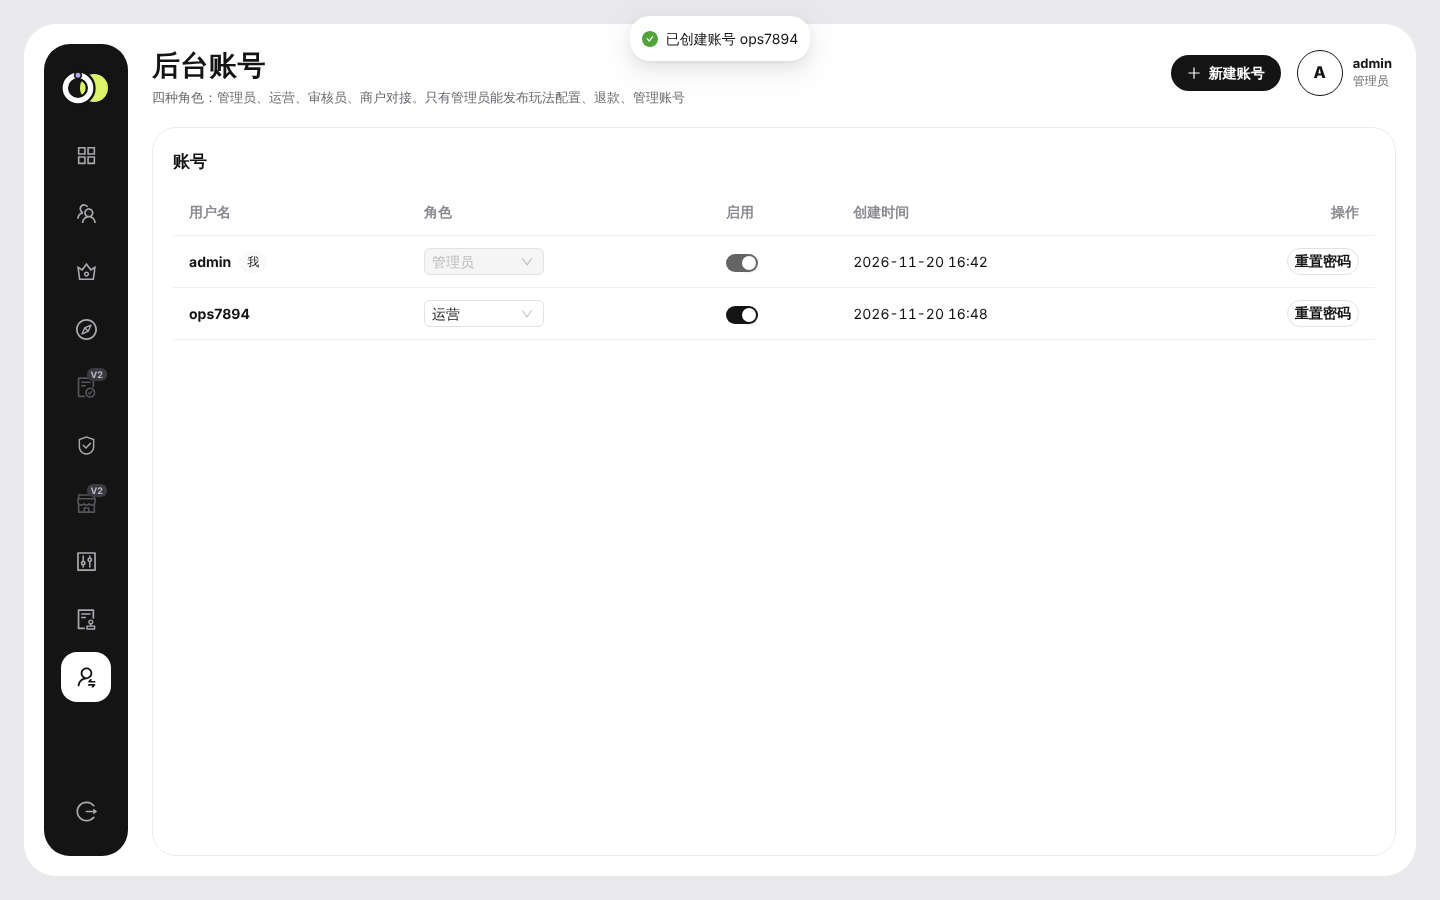 已创建账号 ops7894
后台账号
四种角色：管理员、运营、审核员、商户对接。只有管理员能发布玩法配置、退款、管理账号
新建账号
A
admin
管理员
V2
V2
账号
用户名 角色 启用 创建时间 操作
admin 我 管理员 2026-11-20 16:42 重置密码
ops7894 运营 2026-11-20 16:48 重置密码